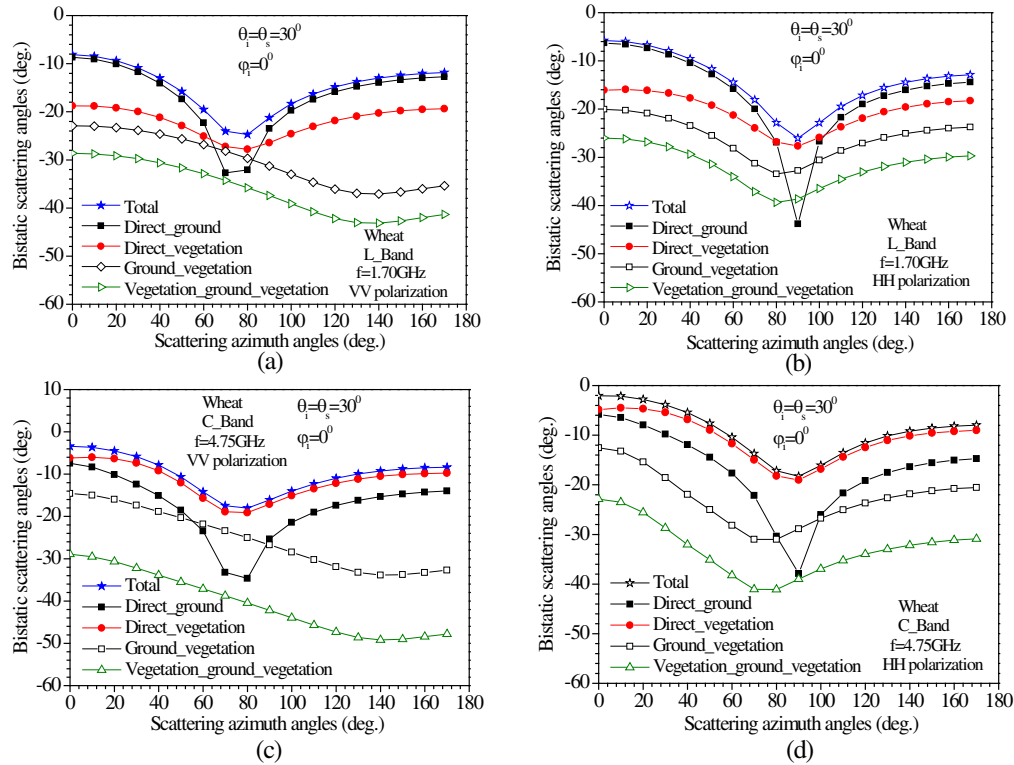 0
-10
-20
-30
-40
-50
-60
Bistatic scattering angles (deg.)
θi=θs=30⁰
φi=0⁰
Total
Direct_ground
Direct_vegetation
Ground_vegetation
Vegetation_ground_vegetation
Wheat
L_Band
f=1.70GHz
VV polarization
0 20 40 60 80 100 120 140 160 180
Scattering azimuth angles (deg.)
(a)
0
-10
-20
-30
-40
-50
-60
Bistatic scattering angles (deg.)
θi=θs=30⁰
φi=0⁰
Total
Direct_ground
Direct_vegetation
Ground_vegetation
Vegetation_ground_vegetation
Wheat
L_Band
f=1.70GHz
HH polarization
0 20 40 60 80 100 120 140 160 180
Scattering azimuth angles (deg.)
(b)
10
0
-10
-20
-30
-40
-50
-60
Bistatic scattering angles (deg.)
Wheat
C_Band
f=4.75GHz
VV polarization
θi=θs=30⁰
φi=0⁰
Total
Direct_ground
Direct_vegetation
Ground_vegetation
Vegetation_ground_vegetation
0 20 40 60 80 100 120 140 160 180
Scattering azimuth angles (deg.)
(c)
0
-10
-20
-30
-40
-50
-60
Bistatic scattering angles (deg.)
θi=θs=30⁰
φi=0⁰
Total
Direct_ground
Direct_vegetation
Ground_vegetation
Vegetation_ground_vegetation
Wheat
C_Band
f=4.75GHz
HH polarization
0 20 40 60 80 100 120 140 160 180
Scattering azimuth angles (deg.)
(d)